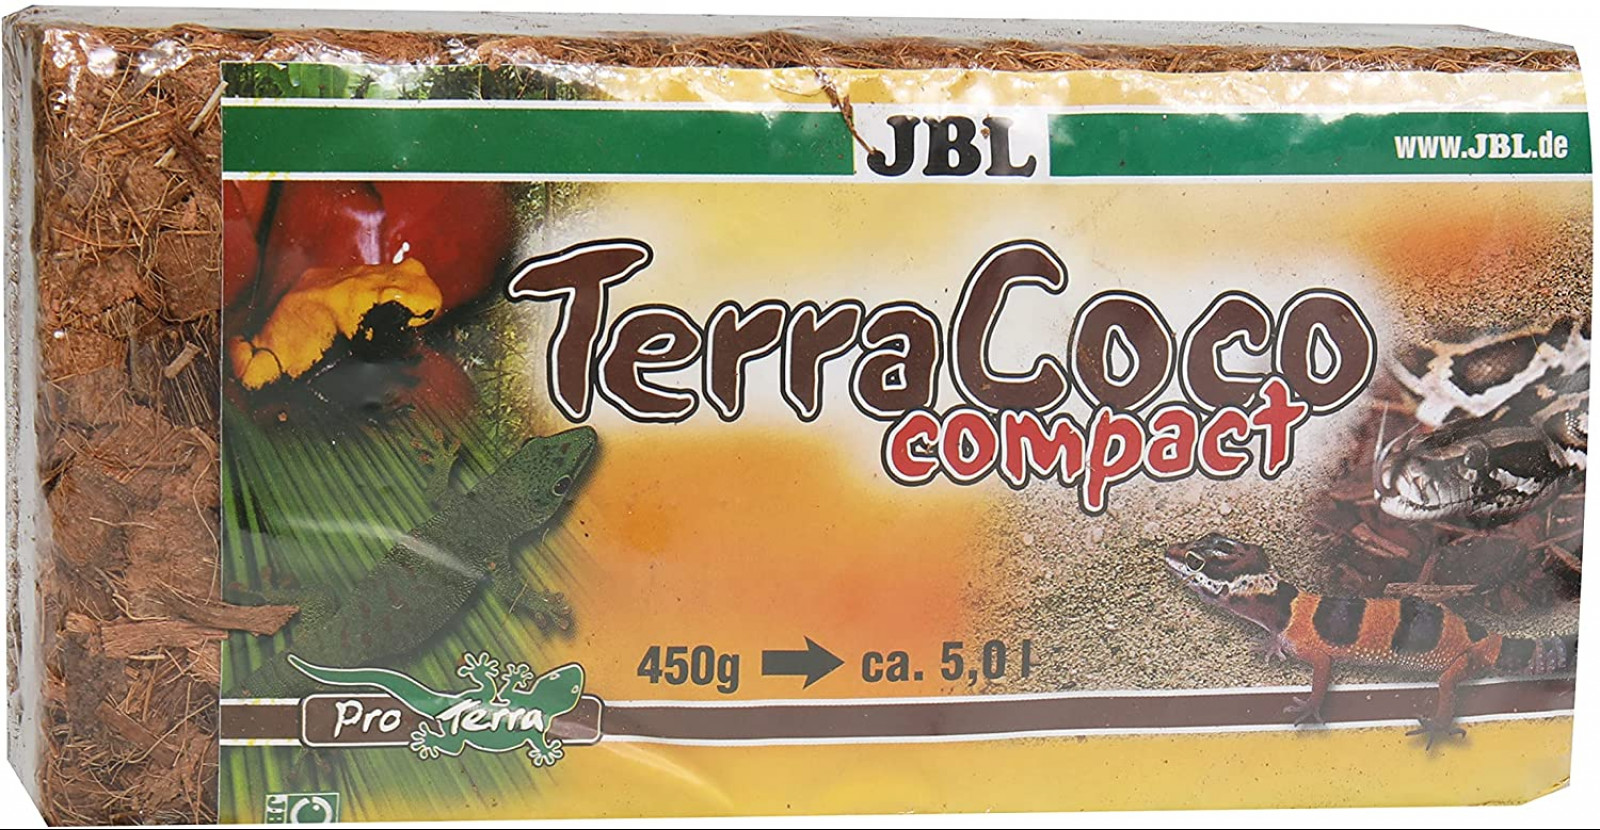 JBL
www.JBL.de
TerraCoco
compact
450g ca. 5,0 l
Pro Terra